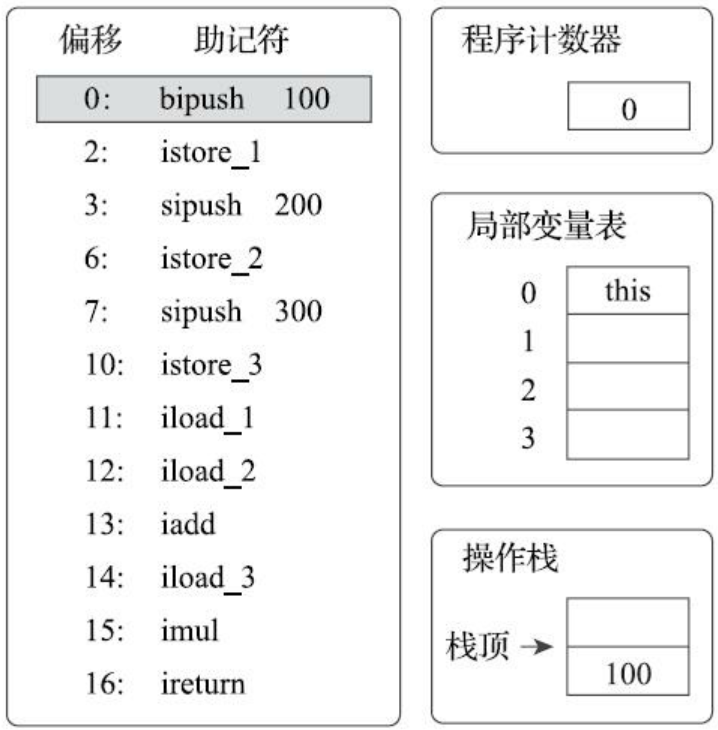 偏移 助记符
0: bipush 100
2: istore_1
3: sipush 200
6: istore_2
7: sipush 300
10: istore_3
11: iload_1
12: iload_2
13: iadd
14: iload_3
15: imul
16: ireturn
程序计数器
0
局部变量表
0 this
1
2
3
操作栈
栈顶
100